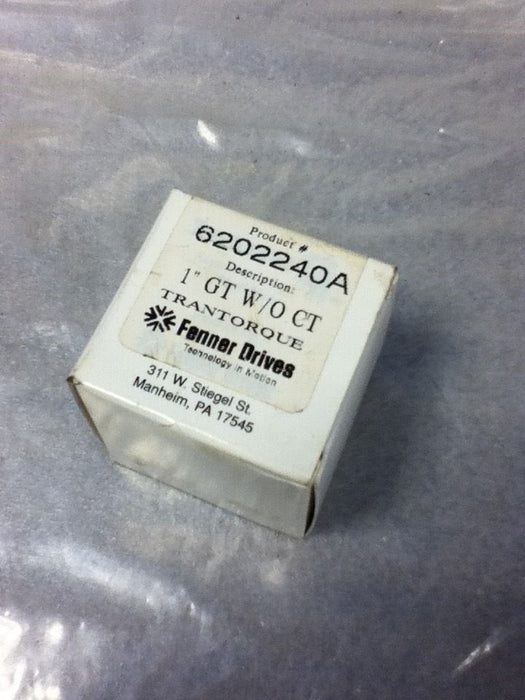 Product #
6202240A
Description:
1" GT W/O CT
TRANTORQUE
Fenner Drives
Technology in Motion
311 W. Stiegel St.
Manheim, PA 17545